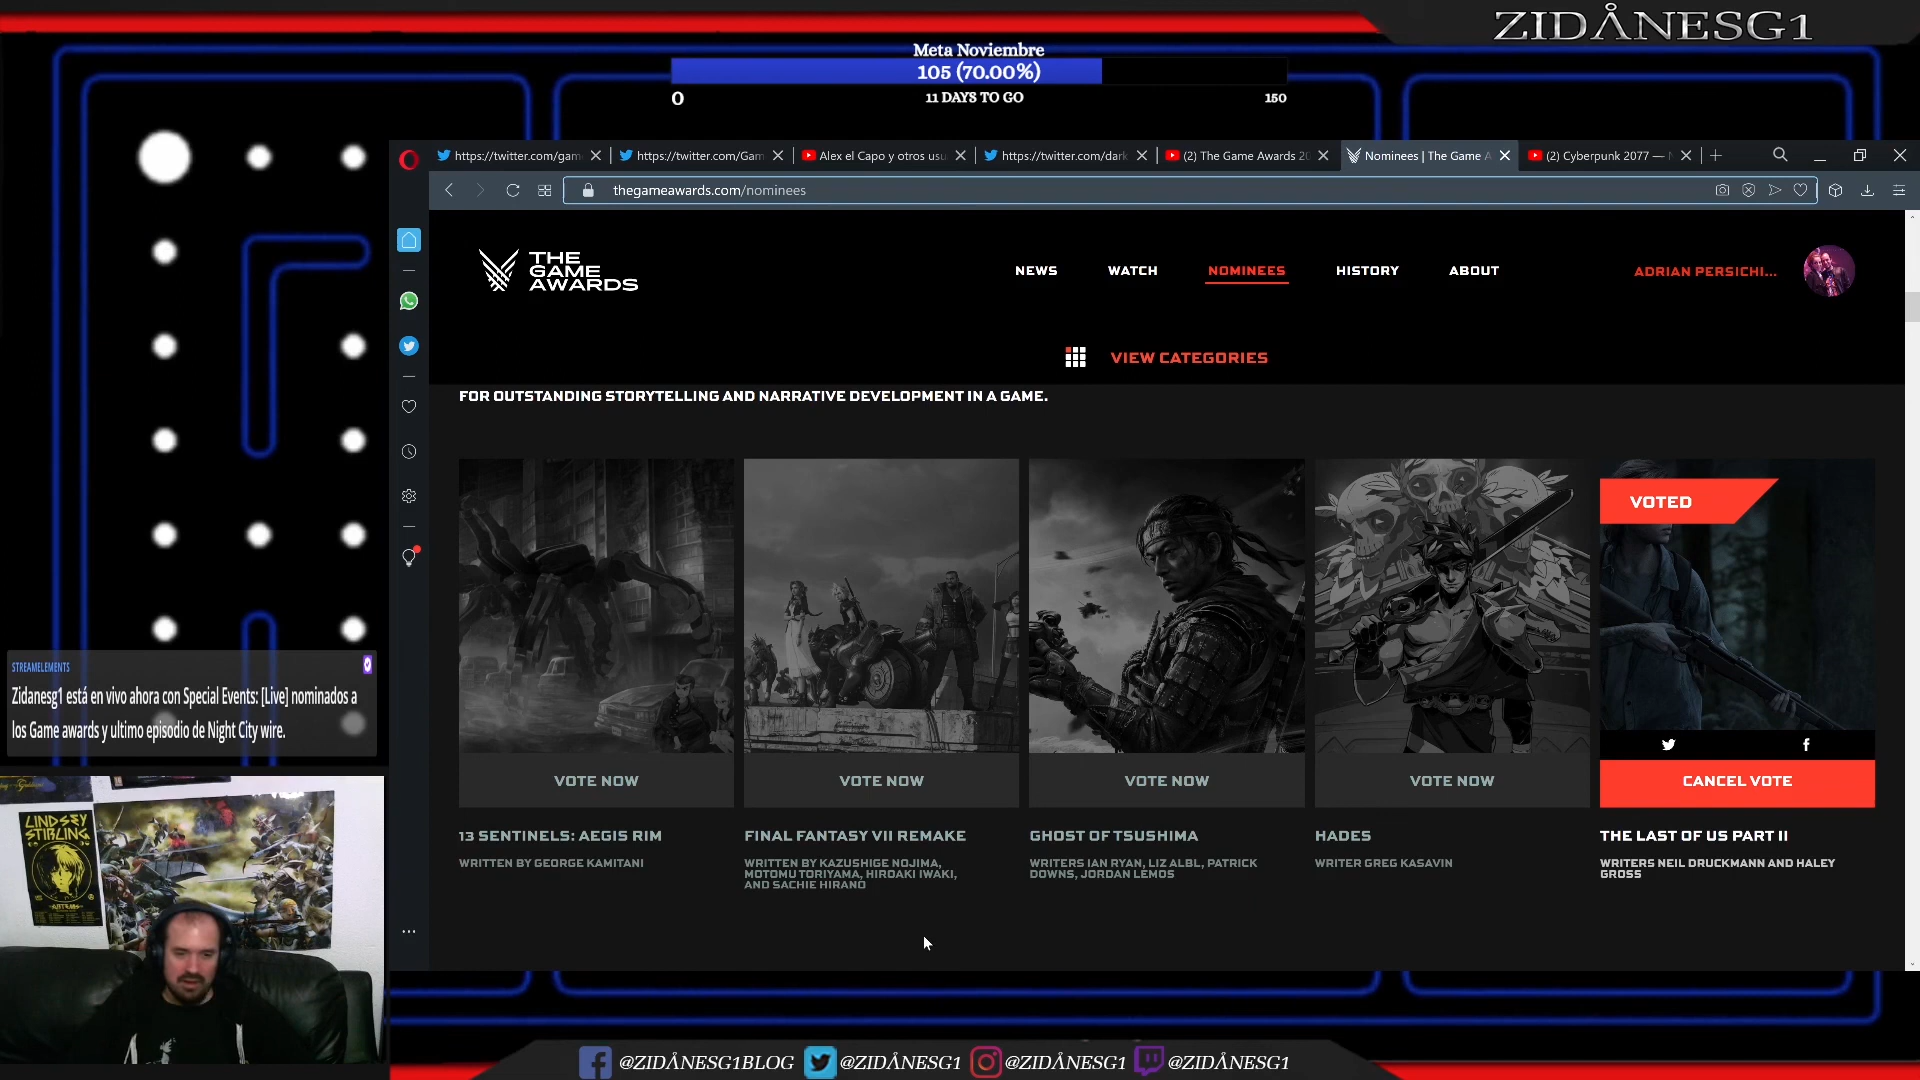 ZIDÅNESG1
Meta Noviembre
105 (70.00%)
0
11 DAYS TO GO
150
https://twitter.com/gam
https://twitter.com/Gam
Alex el Capo y otros usu
https://twitter.com/dark
(2) The Game Awards 20
Nominees | The Game A
(2) Cyberpunk 2077 —
thegameawards.com/nominees
THE
GAME
AWARDS
NEWS
WATCH
NOMINEES
HISTORY
ABOUT
ADRIAN PERSICHI...
VIEW CATEGORIES
FOR OUTSTANDING STORYTELLING AND NARRATIVE DEVELOPMENT IN A GAME.
VOTED
VOTE NOW
VOTE NOW
VOTE NOW
VOTE NOW
CANCEL VOTE
13 SENTINELS: AEGIS RIM
WRITTEN BY GEORGE KAMITANI
FINAL FANTASY VII REMAKE
WRITTEN BY KAZUSHIGE NOJIMA,
MOTOMU TORIYAMA, HIROAKI IWAKI,
AND SACHIE HIRANO
GHOST OF TSUSHIMA
WRITERS IAN RYAN, LIZ ALBL, PATRICK
DOWNS, JORDAN LEMOS
HADES
WRITER GREG KASAVIN
THE LAST OF US PART II
WRITERS NEIL DRUCKMANN AND HALEY
GROSS
STREAMELEMENTS
Zidanesg1 está en vivo ahora con Special Events: [Live] nominados a
los Game awards y ultimo episodio de Night City wire.
LINDSEY
STIRLING
ARTEMIS
@ZIDÅNESG1BLOG
@ZIDÅNESG1
@ZIDÅNESG1
@ZIDÅNESG1